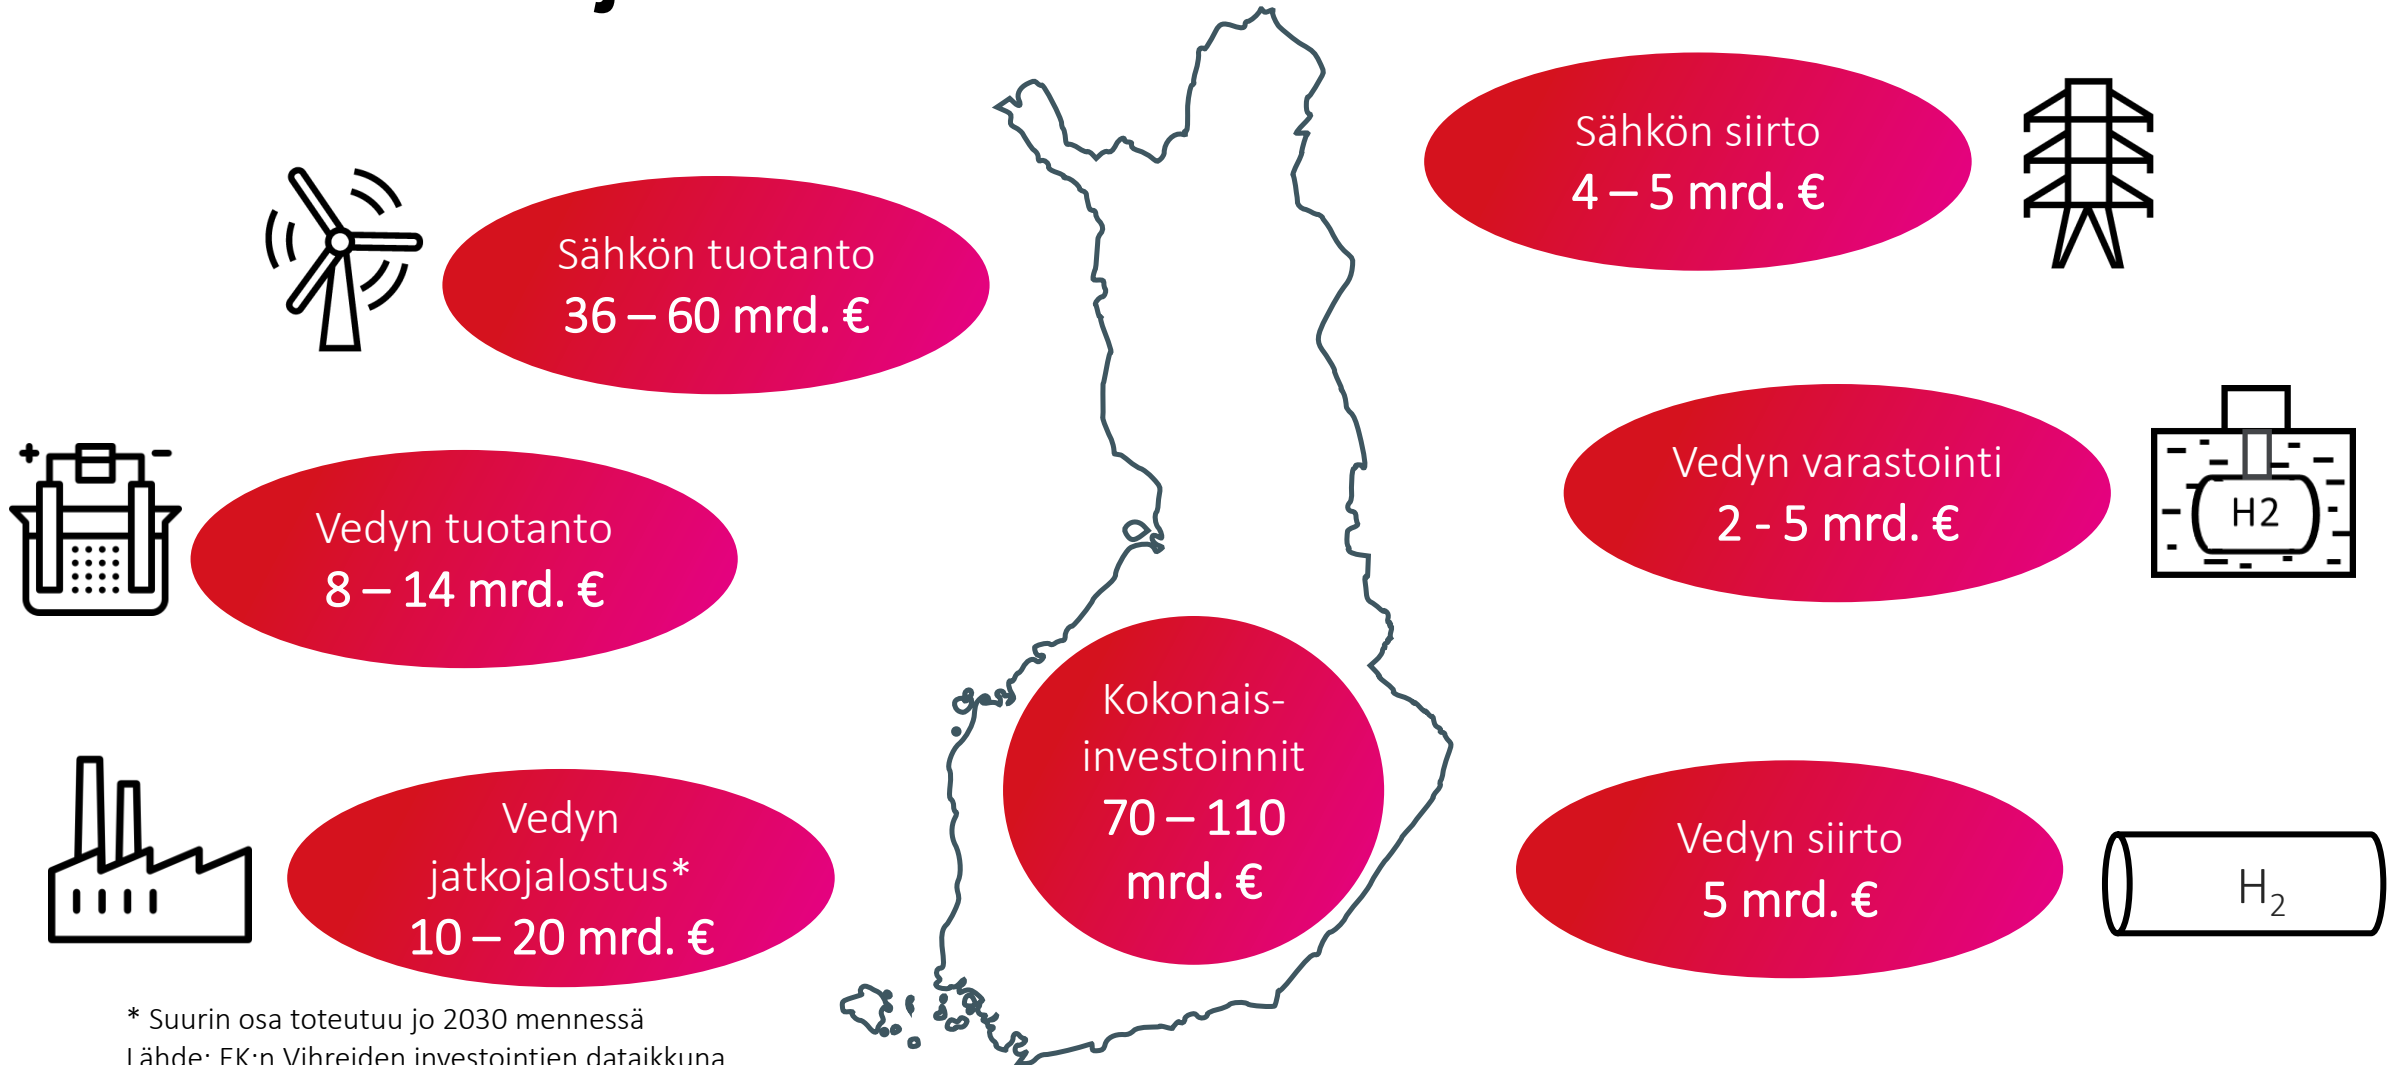 Sähkön tuotanto
36 – 60 mrd. €
Vedyn tuotanto
8 – 14 mrd. €
Vedyn
jatkojalostus*
10 – 20 mrd. €
* Suurin osa toteutuu jo 2030 mennessä
Lähde: EK:n Vihreiden investointien dataikkuna
Kokonais-
investoinnit
70 – 110
mrd. €
Sähkön siirto
4 – 5 mrd. €
Vedyn varastointi
2 - 5 mrd. €
H2
Vedyn siirto
5 mrd. €
H₂